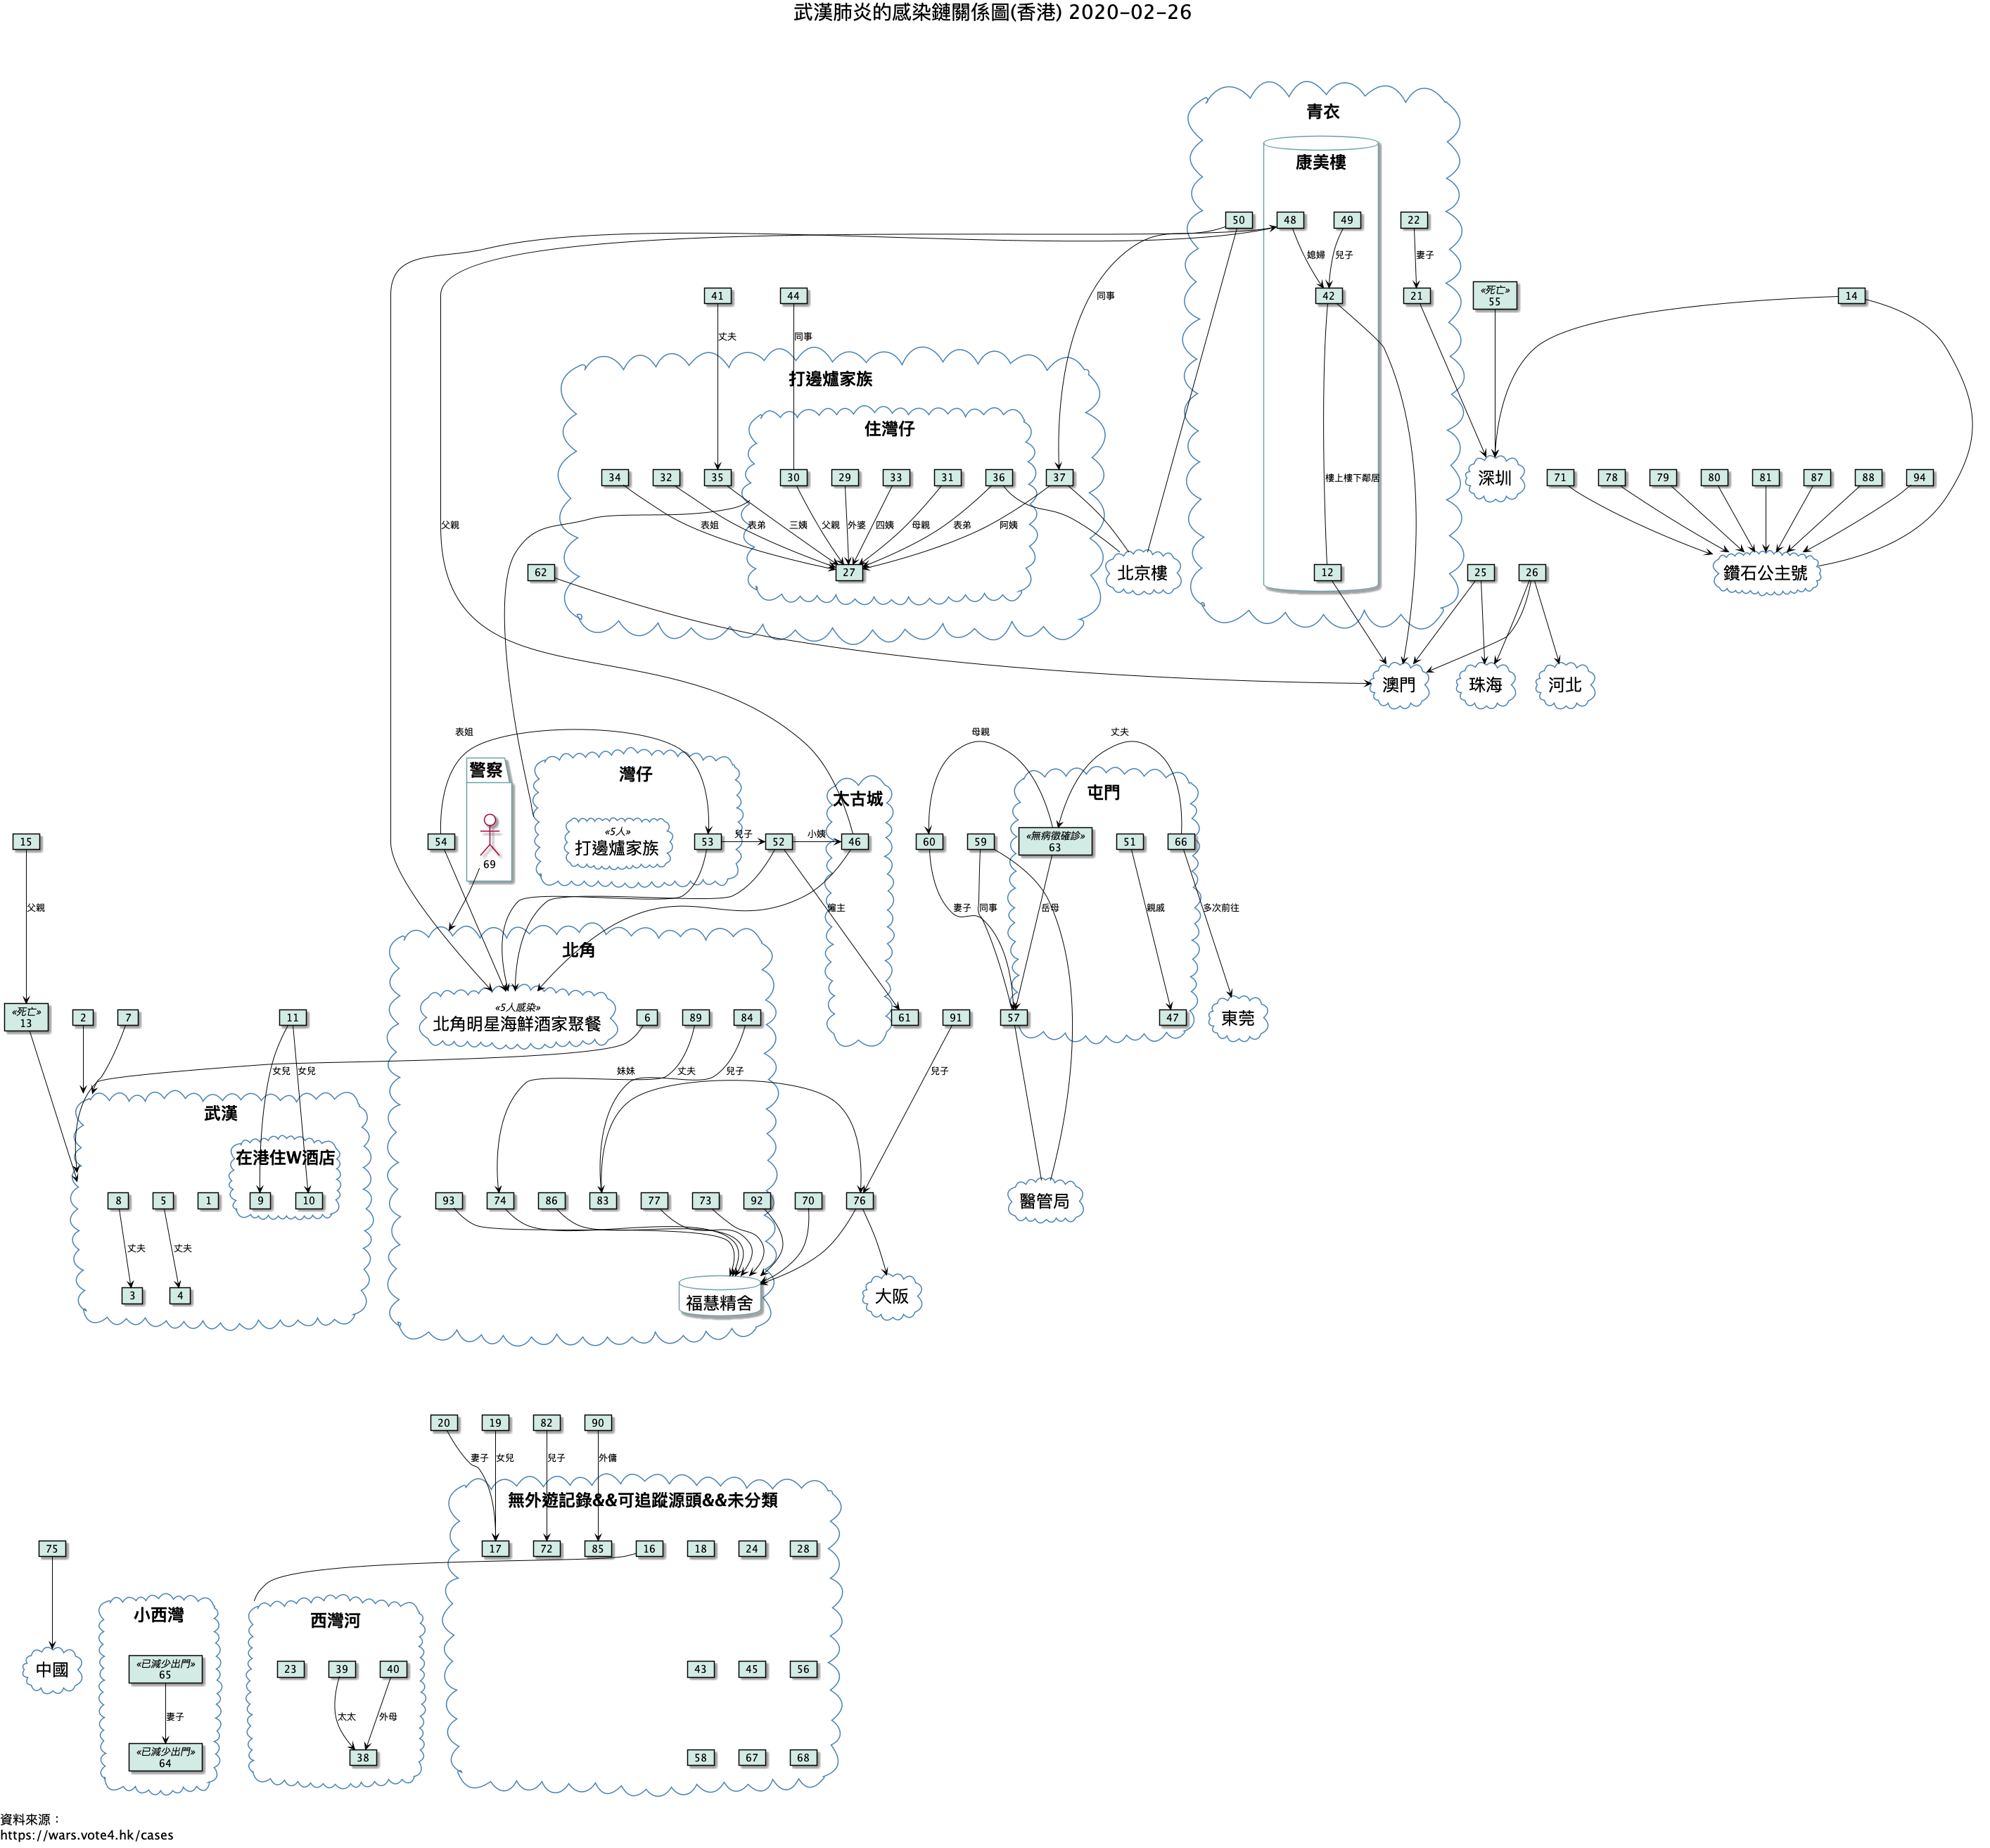 武漢肺炎的感染鏈關係圖(香港) 2020-02-26
青衣
康美樓
50
48
49
22
媳婦
兒子
妻子
41
44
同事
42
21
«死亡»
55
14
丈夫
同事
打邊爐家族
住灣仔
34
32
35
30
29
33
31
36
37
樓上樓下鄰居
深圳
71
78
79
80
81
87
88
94
父親
表姐
表弟
三姨
父親
外婆
四姨
母親
表弟
阿姨
62
27
北京樓
12
25
26
鑽石公主號
澳門
珠海
河北
表姐
母親
丈夫
警察
灣仔
太古城
屯門
15
54
69
«5人»
打邊爐家族
53
兒子
52
小姨
46
60
59
«無病徵確診»
63
51
66
父親
僱主
妻子
同事
岳母
親戚
多次前往
北角
«死亡»
13
2
7
11
«5人感染»
北角明星海鮮酒家聚餐
6
89
84
61
91
57
47
東莞
女兒
女兒
妹妹
丈夫
兒子
兒子
武漢
在港住W酒店
8
5
1
9
10
93
74
86
83
77
73
92
70
76
醫管局
丈夫
丈夫
3
4
福慧精舍
大阪
20
19
82
90
妻子
女兒
兒子
外傭
無外遊記錄&&可追蹤源頭&&未分類
75
17
72
85
16
18
24
28
小西灣
西灣河
中國
«已減少出門»
65
23
39
40
43
45
56
妻子
太太
外母
«已減少出門»
64
38
58
67
68
資料來源：
https://wars.vote4.hk/cases